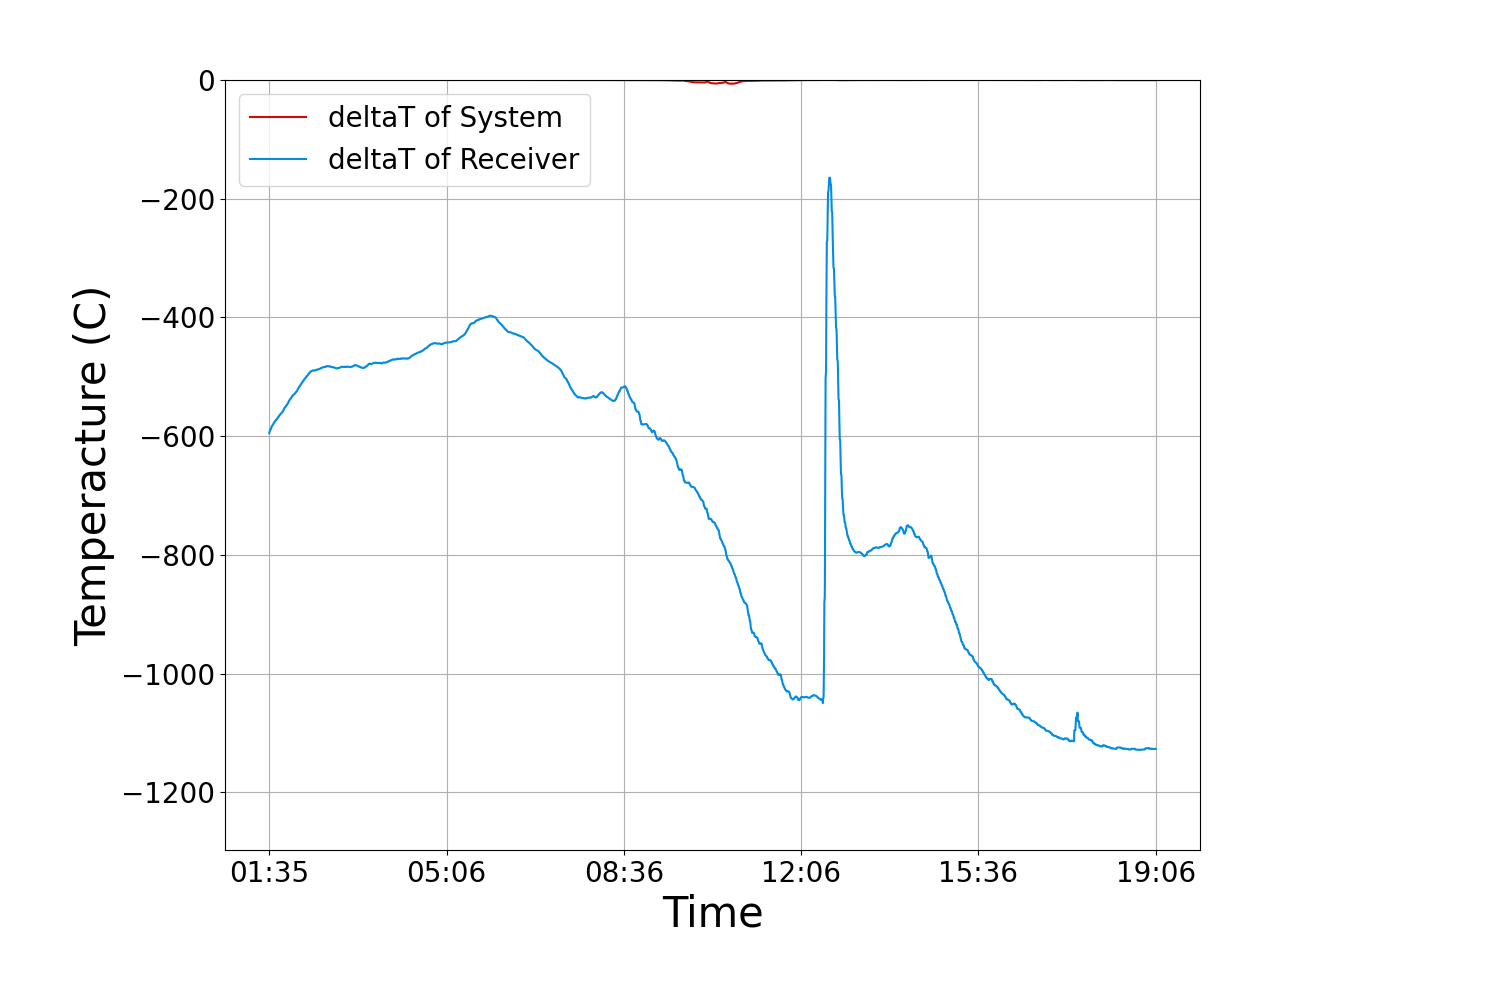 0
deltaT of System
deltaT of Receiver
−200
−400
−600
−800
−1000
−1200
Temperacture (C)
01:35 05:06 08:36 12:06 15:36 19:06
Time